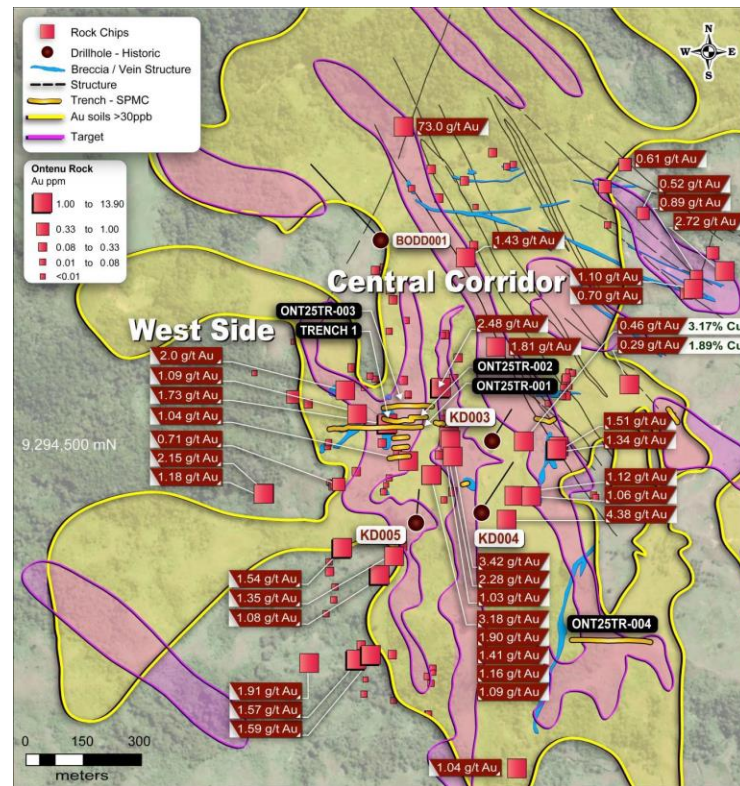 Rock Chips
Drillhole - Historic
Breccia / Vein Structure
Structure
Trench - SPMC
Au soils >30ppb
Target
Ontenu Rock
Au ppm
1.00 to 13.90
0.33 to 1.00
0.08 to 0.33
0.01 to 0.08
<0.01
N
W E
S
73.0 g/t Au
0.61 g/t Au
0.52 g/t Au
0.89 g/t Au
2.72 g/t Au
BODD001
1.43 g/t Au
Central Corridor
1.10 g/t Au
0.70 g/t Au
ONT25TR-003
TRENCH 1
West Side
2.48 g/t Au
0.46 g/t Au 3.17% Cu
0.29 g/t Au 1.89% Cu
1.81 g/t Au
ONT25TR-002
ONT25TR-001
2.0 g/t Au
1.09 g/t Au
1.73 g/t Au
1.04 g/t Au
0.71 g/t Au
2.15 g/t Au
1.18 g/t Au
KD003
9,294,500 mN
1.51 g/t Au
1.34 g/t Au
1.12 g/t Au
1.06 g/t Au
4.38 g/t Au
KD005
KD004
1.54 g/t Au
1.35 g/t Au
1.08 g/t Au
3.42 g/t Au
2.28 g/t Au
1.03 g/t Au
3.18 g/t Au
1.90 g/t Au
1.41 g/t Au
1.16 g/t Au
1.09 g/t Au
ONT25TR-004
1.91 g/t Au
1.57 g/t Au
1.59 g/t Au
0 150 300
meters
1.04 g/t Au